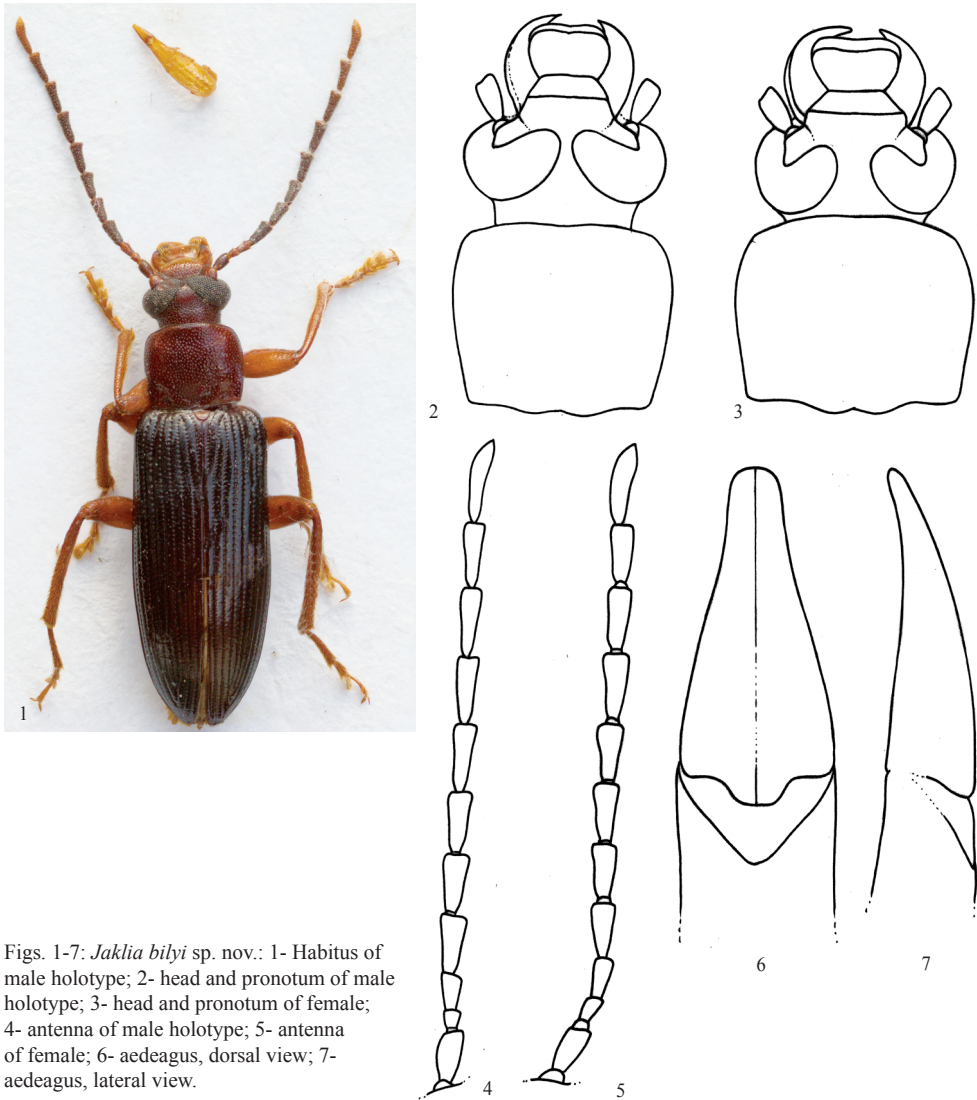 2
3
1
4
5
6
7
Figs. 1-7: Jaklia bilyi sp. nov.: 1- Habitus of
male holotype; 2- head and pronotum of male
holotype; 3- head and pronotum of female;
4- antenna of male holotype; 5- antenna
of female; 6- aedeagus, dorsal view; 7-
aedeagus, lateral view.